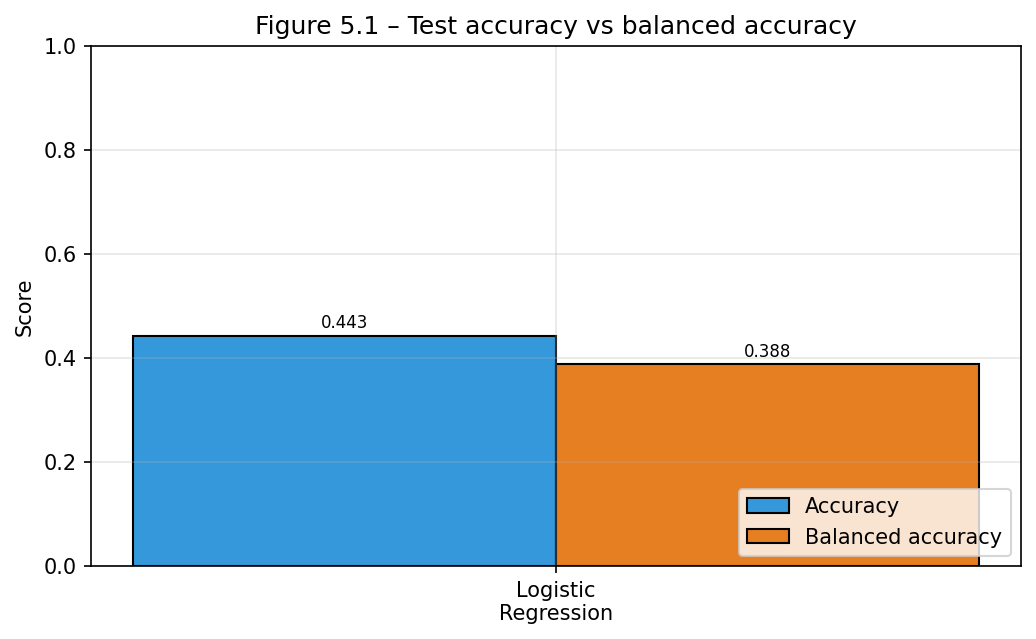 Figure 5.1 – Test accuracy vs balanced accuracy
1.0
0.8
0.6
0.4
0.2
0.0
Score
0.443
0.388
Accuracy
Balanced accuracy
Logistic
Regression